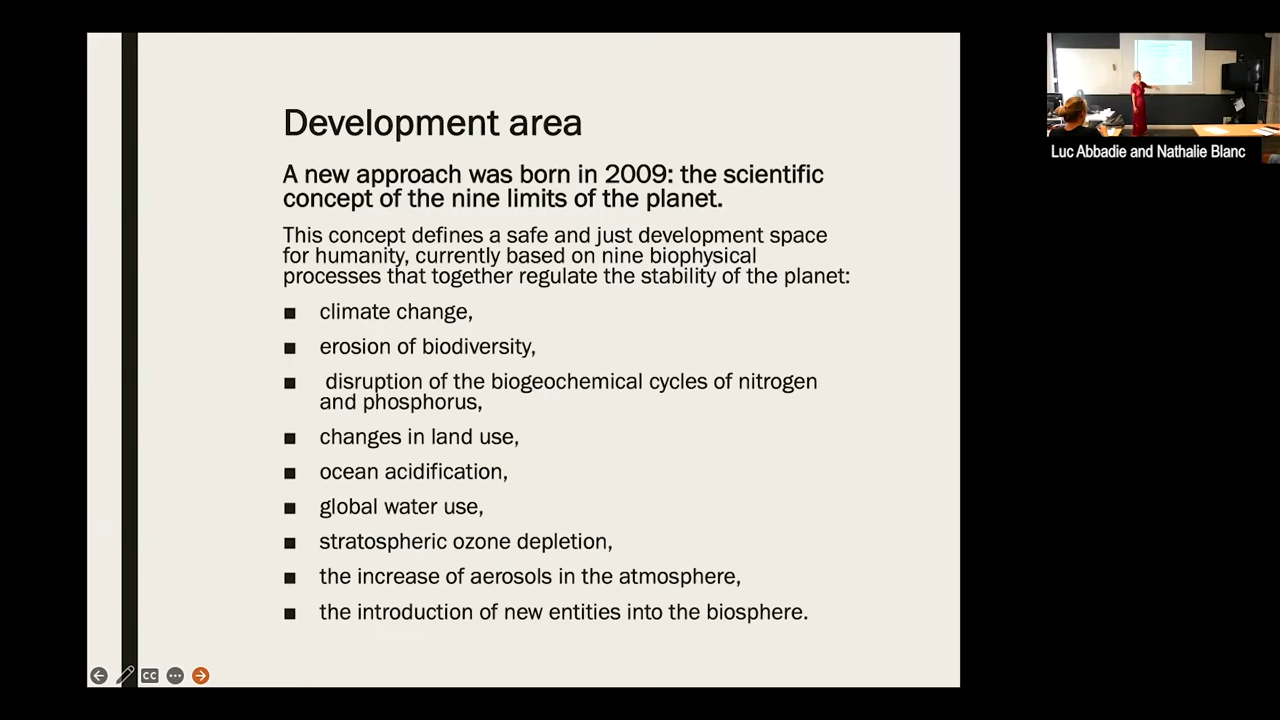 Development area
A new approach was born in 2009: the scientific
concept of the nine limits of the planet.
This concept defines a safe and just development space
for humanity, currently based on nine biophysical
processes that together regulate the stability of the planet:
■ climate change,
■ erosion of biodiversity,
■ disruption of the biogeochemical cycles of nitrogen
and phosphorus,
■ changes in land use,
■ ocean acidification,
■ global water use,
■ stratospheric ozone depletion,
■ the increase of aerosols in the atmosphere,
■ the introduction of new entities into the biosphere.
CC
Luc Abbadie and Nathalie Blanc